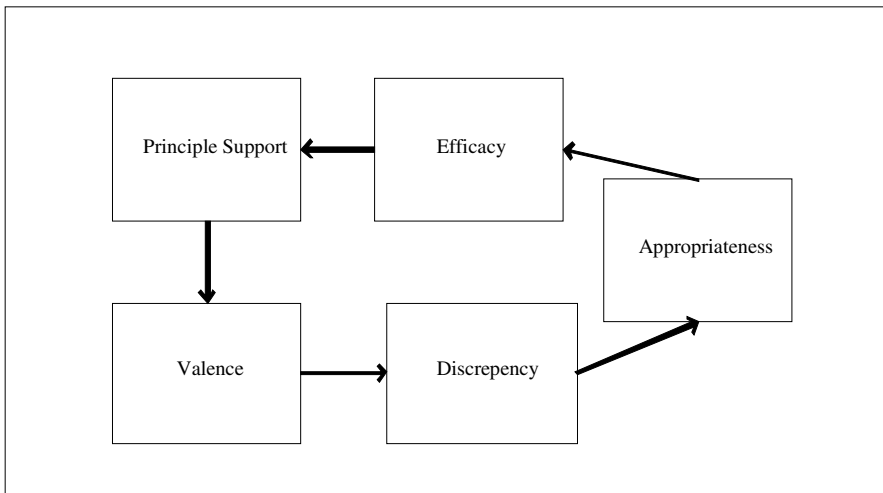 Principle Support
Efficacy
Appropriateness
Valence
Discrepency